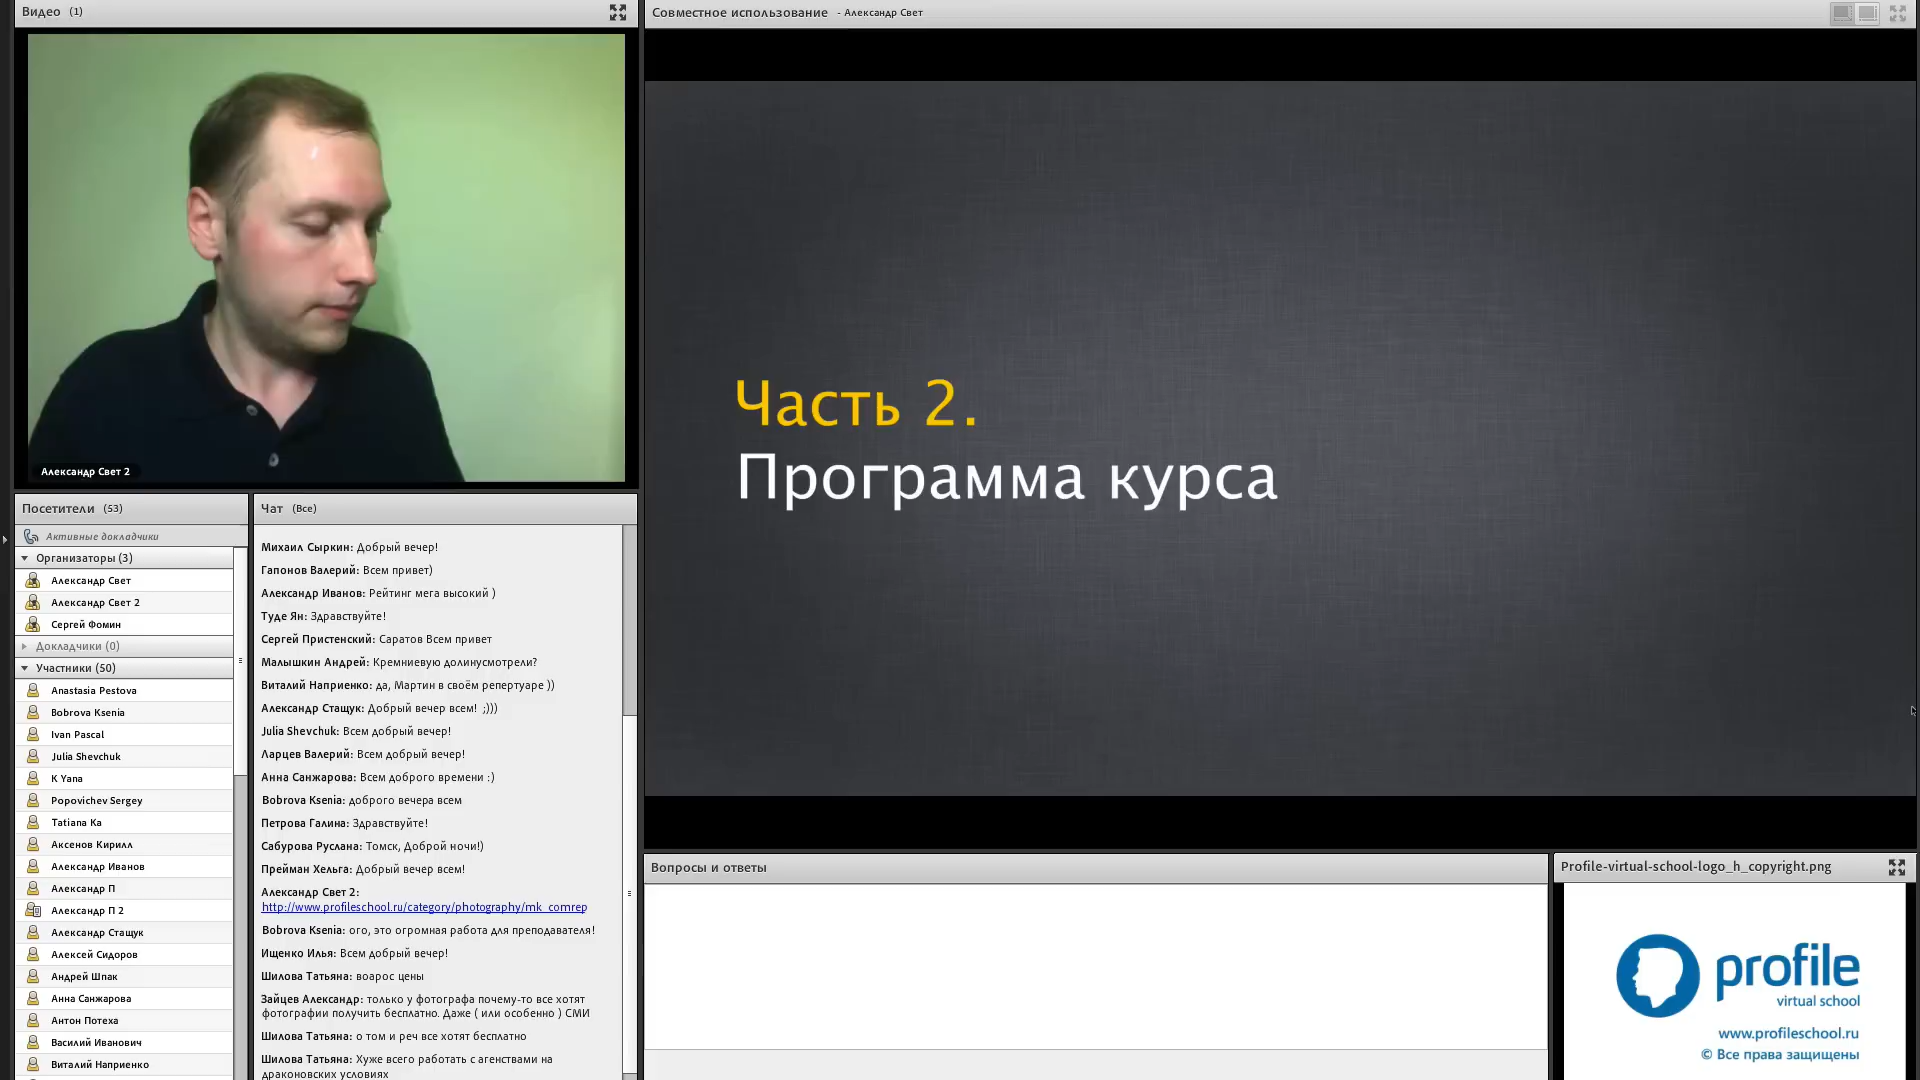 Видео (1)
Александр Свет 2
Совместное использование - Александр Свет
Часть 2.
Программа курса
Посетители (53)
Активные докладчики
Организаторы (3)
Александр Свет
Александр Свет 2
Сергей Фомин
Докладчики (0)
Участники (50)
Anastasia Pestova
Bobrova Ksenia
Ivan Pascal
Julia Shevchuk
K Yana
Popovichev Sergey
Tatiana Ka
Аксенов Кирилл
Александр Иванов
Александр П
Александр П 2
Александр Стащук
Алексей Сидоров
Андрей Шпак
Анна Санжарова
Антон Потеха
Василий Иванович
Виталий Наприенко
Чат (Все)
Михаил Сыркин: Добрый вечер!
Гапонов Валерий: Всем привет)
Александр Иванов: Рейтинг мега высокий )
Туде Ян: Здравствуйте!
Сергей Пристенский: Саратов Всем привет
Малышкин Андрей: Кремниевую долинусмотрели?
Виталий Наприенко: да, Мартин в своём репертуаре ))
Александр Стащук: Добрый вечер всем! ;)))
Julia Shevchuk: Всем добрый вечер!
Ларцев Валерий: Всем добрый вечер!
Анна Санжарова: Всем доброго времени :)
Bobrova Ksenia: доброго вечера всем
Петрова Галина: Здравствуйте!
Сабурова Руслана: Томск, Доброй ночи!)
Прейман Хельга: Добрый вечер всем!
Александр Свет 2:
http://www.profileschool.ru/category/photography/mk_comrep
Bobrova Ksenia: ого, это огромная работа для преподавателя!
Ищенко Илья: Всем добрый вечер!
Шилова Татьяна: воарос цены
Зайцев Александр: только у фотографа почему-то все хотят
фотографии получить бесплатно. Даже ( или особенно ) СМИ
Шилова Татьяна: о том и реч все хотят бесплатно
Шилова Татьяна: Хуже всего работать с агенствами на
драконовских условиях
Вопросы и ответы
Profile-virtual-school-logo_h_copyright.png
profile
virtual school
www.profileschool.ru
© Все права защищены